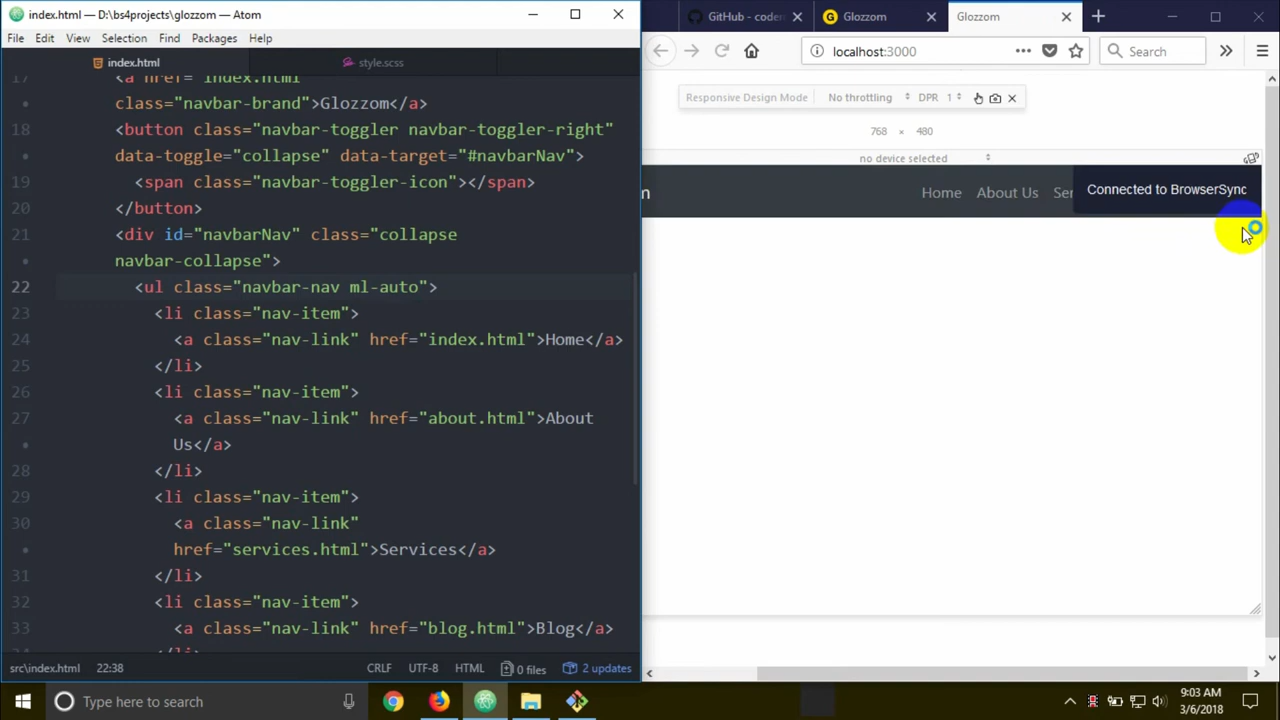 index.html — D:\bs4projects\glozzom — Atom
File Edit View Selection Find Packages Help
index.html
style.scss
17 <a href="index.html"
class="navbar-brand">Glozzom</a>
18 <button class="navbar-toggler navbar-toggler-right"
data-toggle="collapse" data-target="#navbarNav">
19 <span class="navbar-toggler-icon"></span>
20 </button>
21 <div id="navbarNav" class="collapse
navbar-collapse">
22 <ul class="navbar-nav ml-auto">
23 <li class="nav-item">
24 <a class="nav-link" href="index.html">Home</a>
25 </li>
26 <li class="nav-item">
27 <a class="nav-link" href="about.html">About
Us</a>
28 </li>
29 <li class="nav-item">
30 <a class="nav-link"
href="services.html">Services</a>
31 </li>
32 <li class="nav-item">
33 <a class="nav-link" href="blog.html">Blog</a>
</li>
src\index.html 22:38 CRLF UTF-8 HTML 0 files 2 updates
GitHub - coder
Glozzom
Glozzom
localhost:3000
Search
Responsive Design Mode No throttling DPR 1
768 × 480
no device selected
n Home About Us Ser
Connected to BrowserSync
Type here to search
9:03 AM
3/6/2018